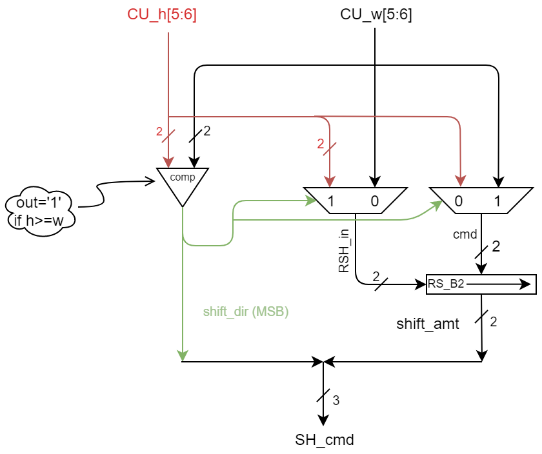 CU_h[5:6]
CU_w[5:6]
2
2
2
comp
out='1'
if h>=w
1
0
0
1
RSH_in
cmd
2
2
RS_B2
shift_dir (MSB)
shift_amt
2
3
SH_cmd